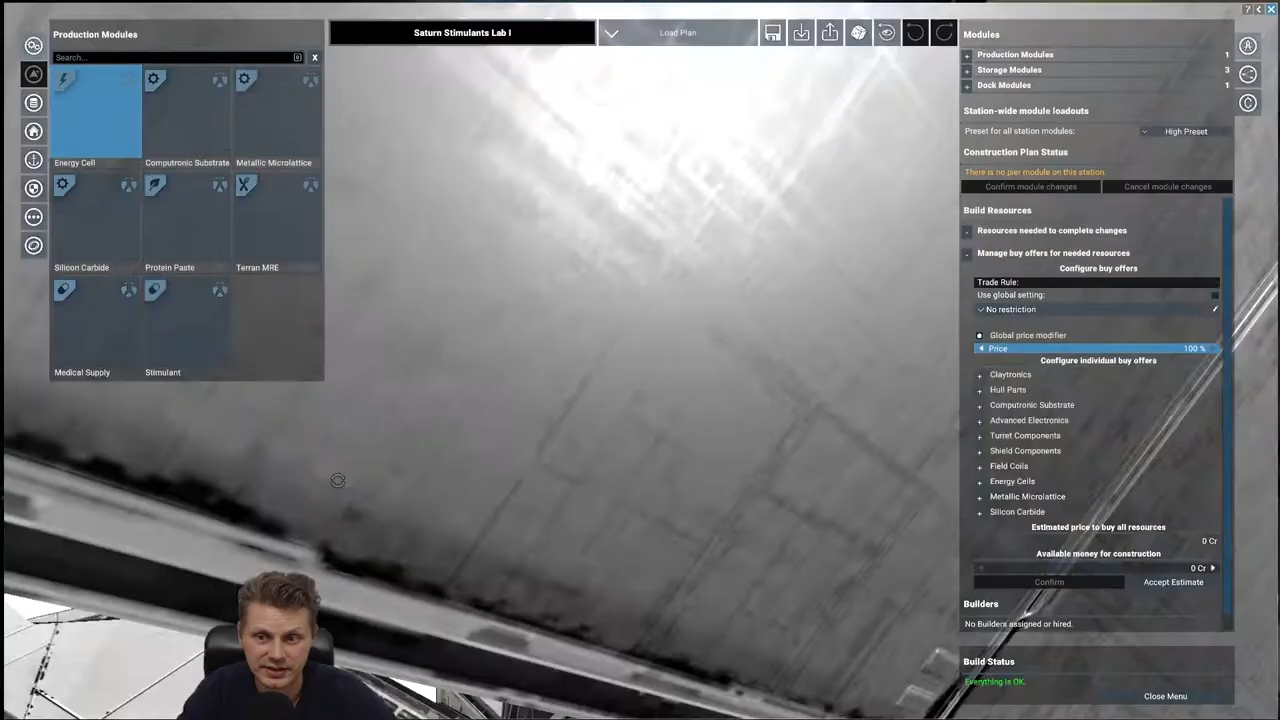 Production Modules
Search...
x
Energy Cell
Computronic Substrate
Metallic Microlattice
Silicon Carbide
Protein Paste
Terran MRE
Medical Supply
Stimulant
Saturn Stimulants Lab I
Load Plan
? < X
Modules
+ Production Modules 1
+ Storage Modules 3
+ Dock Modules 1
Station-wide module loadouts
Preset for all station modules: High Preset
Construction Plan Status
There is no pier module on this station.
Confirm module changes Cancel module changes
Build Resources
- Resources needed to complete changes
- Manage buy offers for needed resources
Configure buy offers
Trade Rule:
Use global setting:
No restriction
Global price modifier
Price 100 %
Configure individual buy offers
+ Claytronics
+ Hull Parts
+ Computronic Substrate
+ Advanced Electronics
+ Turret Components
+ Shield Components
+ Field Coils
+ Energy Cells
+ Metallic Microlattice
+ Silicon Carbide
Estimated price to buy all resources
0 Cr
Available money for construction
0 Cr
Confirm Accept Estimate
Builders
No Builders assigned or hired.
Build Status
Everything is OK.
Close Menu